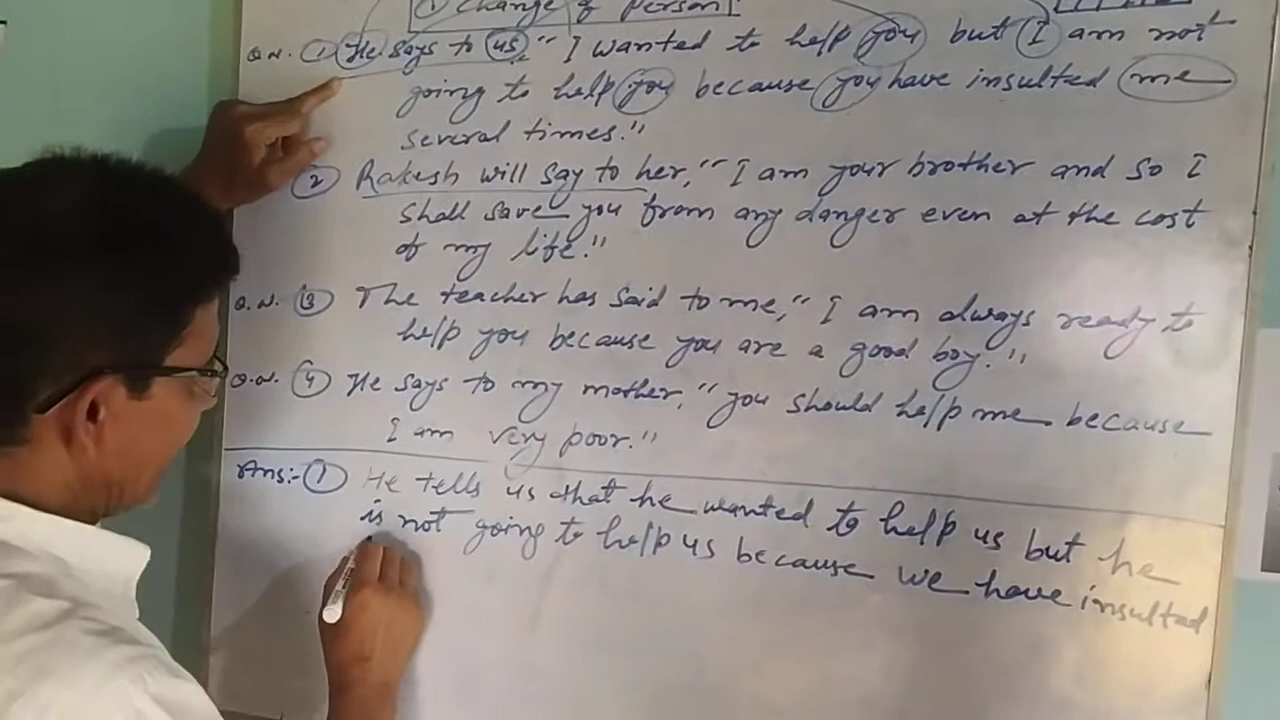 ① Change of Person
Q.N. ① He says to us, "I wanted to help you but I am not
going to help you because you have insulted me
several times."
② Rakesh will say to her, "I am your brother and so I
shall save you from any danger even at the cost
of my life."
Q.N. ③ The teacher has said to me, "I am always ready to
help you because you are a good boy."
Q.N. ④ He says to my mother, "you should help me because
I am very poor."
Ans:- ① He tells us that he wanted to help us but he
is not going to help us because we have insulted